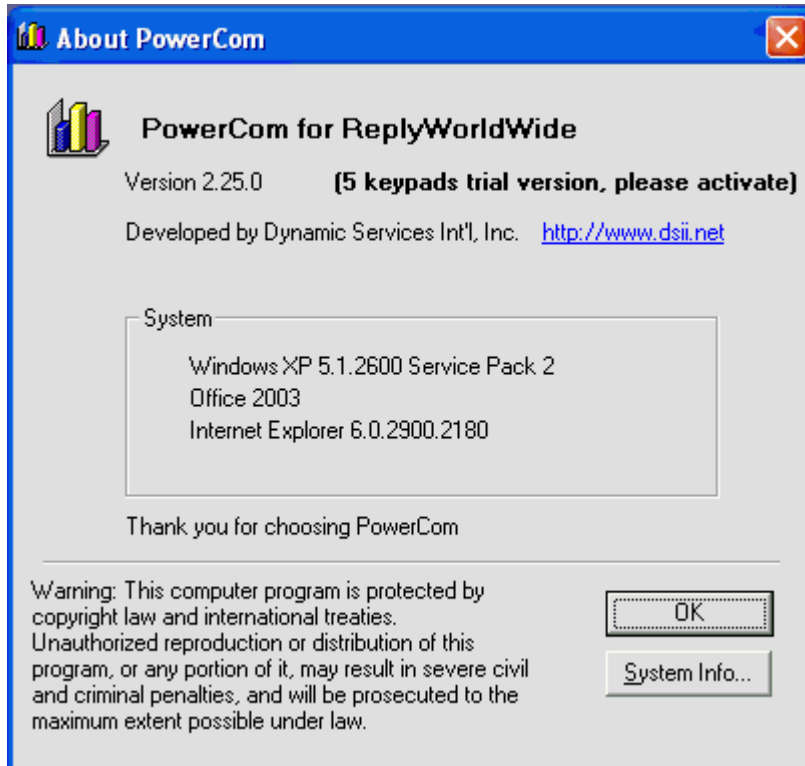 About PowerCom
PowerCom for ReplyWorldWide
Version 2.25.0 (5 keypads trial version, please activate)
Developed by Dynamic Services Int'l, Inc. http://www.dsii.net
System
Windows XP 5.1.2600 Service Pack 2
Office 2003
Internet Explorer 6.0.2900.2180
Thank you for choosing PowerCom
Warning: This computer program is protected by
copyright law and international treaties.
Unauthorized reproduction or distribution of this
program, or any portion of it, may result in severe civil
and criminal penalties, and will be prosecuted to the
maximum extent possible under law.
OK
System Info...